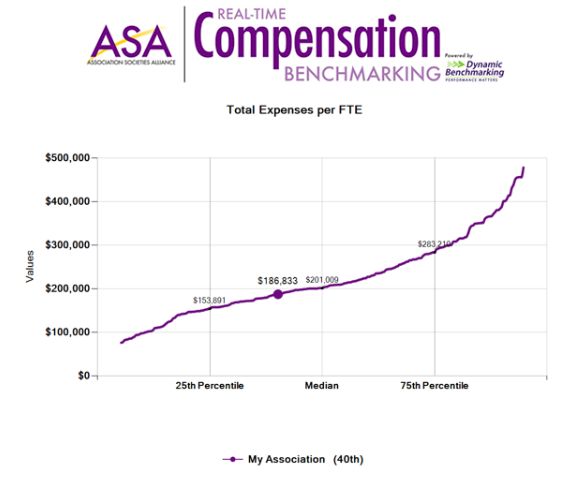 REAL-TIME
ASA
Compensation
ASSOCIATION SOCIETIES ALLIANCE
BENCHMARKING
Powered by
Dynamic
Benchmarking
PERFORMANCE MATTERS
Total Expenses per FTE
$500,000
$400,000
$300,000
$283,210
$200,000
$186,833
$201,009
$153,891
$100,000
$0
Values
25th Percentile
Median
75th Percentile
My Association (40th)